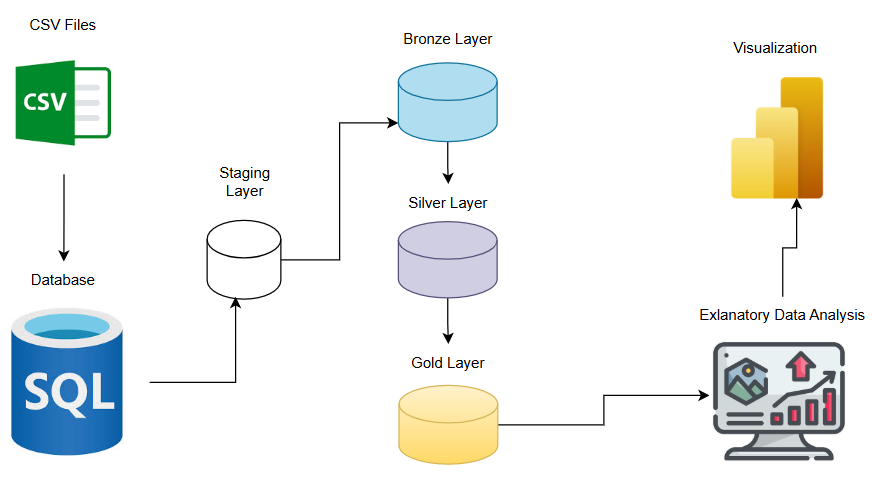 CSV Files
CSV
Database
SQL
Staging
Layer
Bronze Layer
Silver Layer
Gold Layer
Visualization
Exlanatory Data Analysis